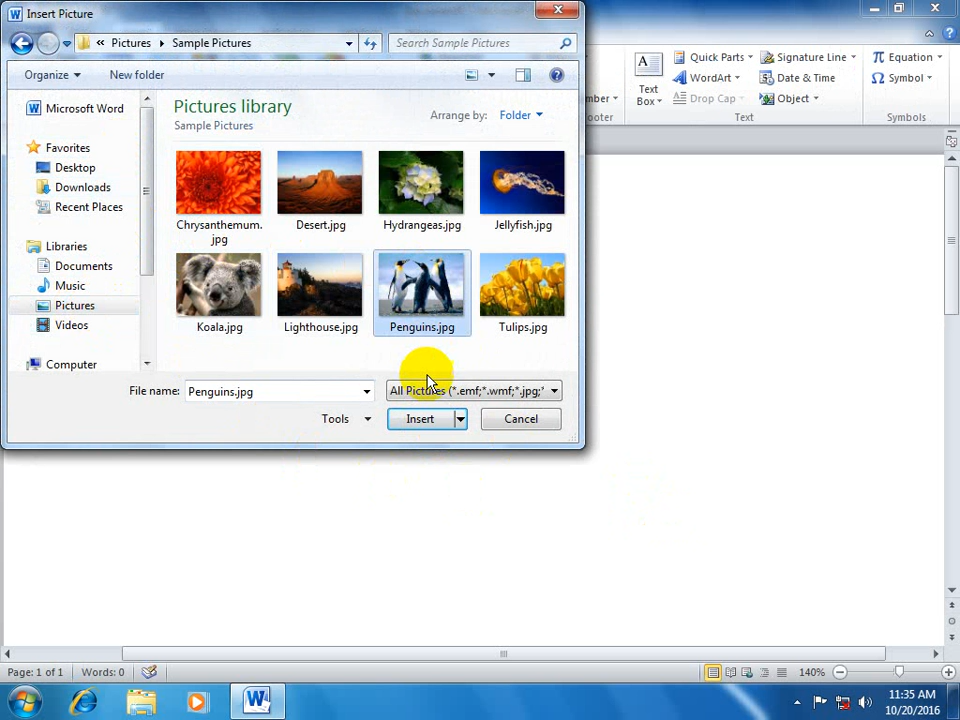 Insert Picture
« Pictures Sample Pictures
Search Sample Pictures
Organize New folder
Microsoft Word
Favorites
Desktop
Downloads
Recent Places
Libraries
Documents
Music
Pictures
Videos
Computer
Pictures library
Sample Pictures
Arrange by: Folder
Chrysanthemum.jpg
Desert.jpg
Hydrangeas.jpg
Jellyfish.jpg
Koala.jpg
Lighthouse.jpg
Penguins.jpg
Tulips.jpg
File name: Penguins.jpg
All Pictures (*.emf;*.wmf;*.jpg;*
Tools Insert Cancel
Text Box
Quick Parts
WordArt
Drop Cap
Signature Line
Date & Time
Object
Text
π Equation
Ω Symbol
Symbols
mber
ooter
Page: 1 of 1 Words: 0
140%
11:35 AM
10/20/2016